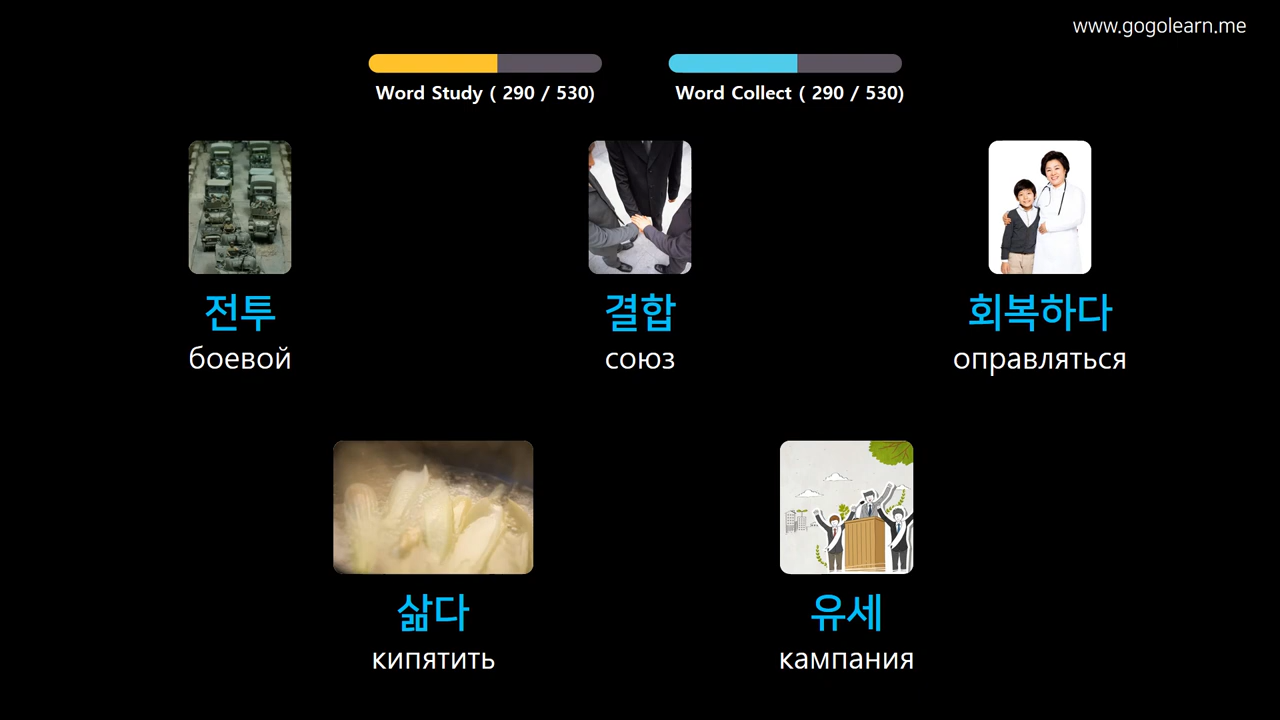 www.gogolearn.me
Word Study ( 290 / 530)
Word Collect ( 290 / 530)
전투
боевой
결합
союз
회복하다
оправляться
삶다
кипятить
유세
кампания